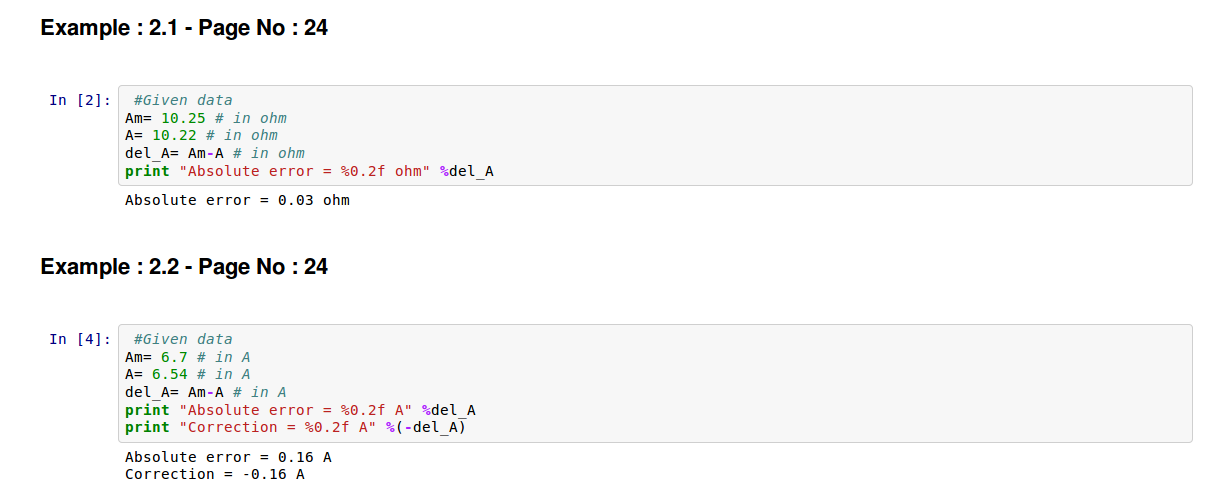 Example : 2.1 - Page No : 24
In [2]: #Given data
Am= 10.25 # in ohm
A= 10.22 # in ohm
del_A= Am-A # in ohm
print "Absolute error = %0.2f ohm" %del_A
Absolute error = 0.03 ohm
Example : 2.2 - Page No : 24
In [4]: #Given data
Am= 6.7 # in A
A= 6.54 # in A
del_A= Am-A # in A
print "Absolute error = %0.2f A" %del_A
print "Correction = %0.2f A" %(-del_A)
Absolute error = 0.16 A
Correction = -0.16 A